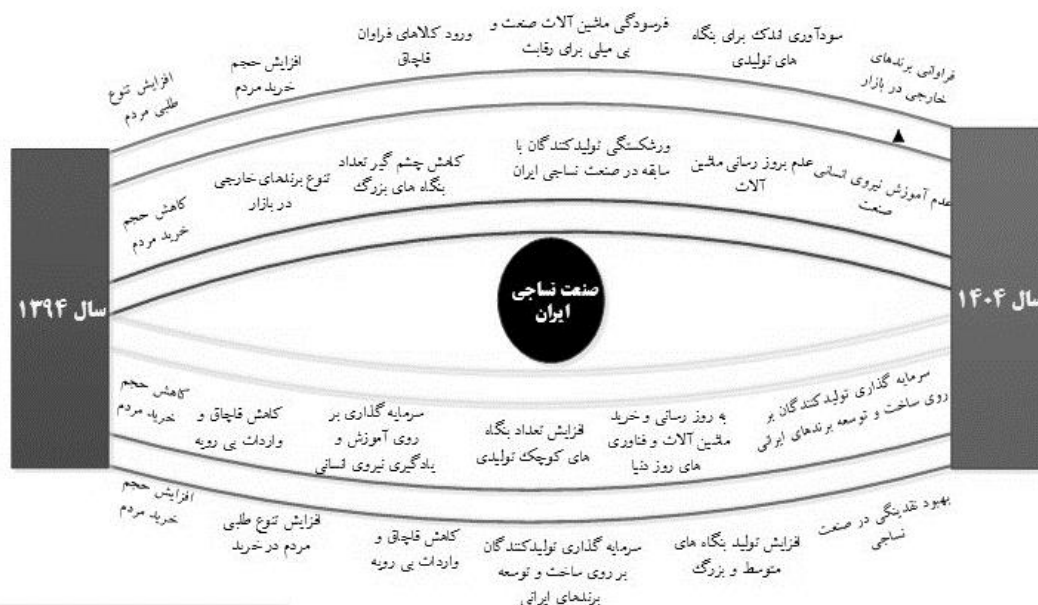 افزایش تنوع
طلبی مردم
افزایش حجم
خرید مردم
ورود کالاهای فراوان
قاچاق
فرسودگی ماشین آلات صنعت و
بی میلی برای رقابت
سودآوری اندک برای بنگاه
های تولیدی
فراوانی برندهای
خارجی در بازار
کاهش حجم
خرید مردم
تنوع برندهای خارجی
در بازار
کاهش چشم گیر تعداد
بنگاه های بزرگ
ورشکستگی تولیدکنندگان با
سابقه در صنعت نساجی ایران
عدم بروز رسانی ماشین
آلات
عدم آموزش نیروی انسانی
صنعت
سال ۱۳۹۴
صنعت نساجی
ایران
سال ۱۴۰۴
کاهش حجم
خرید مردم
کاهش قاچاق و
واردات بی رویه
سرمایه گذاری بر
روی آموزش و
یادگیری نیروی انسانی
افزایش تعداد بنگاه
های کوچک تولیدی
به روز رسانی و خرید
ماشین آلات و فناوری
های روز دنیا
سرمایه گذاری تولیدکنندگان بر
روی ساخت و توسعه برندهای ایرانی
افزایش حجم
خرید مردم
افزایش تنوع طلبی
مردم در خرید
کاهش قاچاق و
واردات بی رویه
سرمایه گذاری تولیدکنندگان
بر روی ساخت و توسعه
برندهای ایرانی
افزایش تولید بنگاه های
متوسط و بزرگ
بهبود نقدینگی در صنعت
نساجی